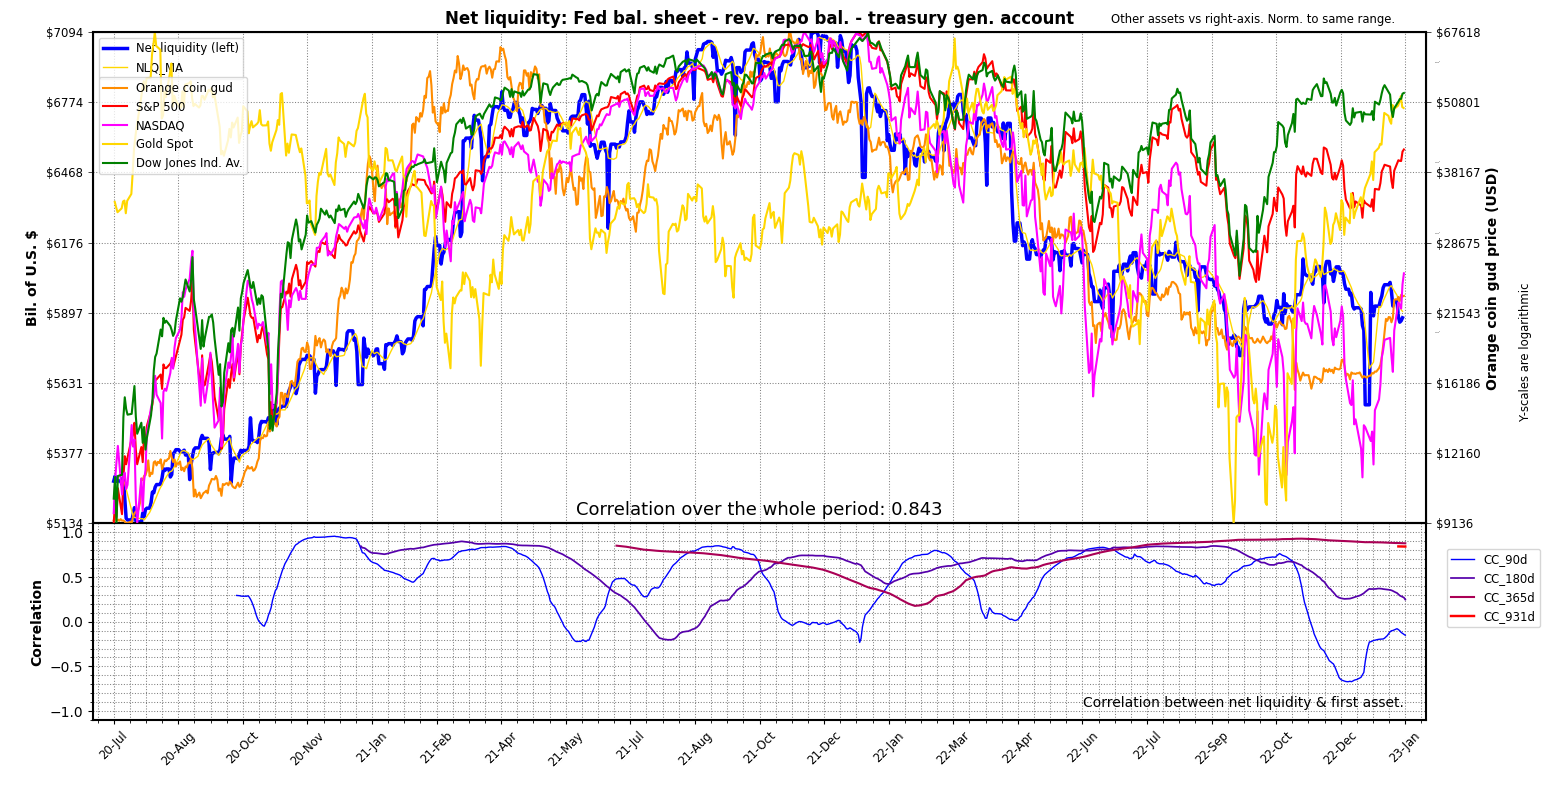 Net liquidity: Fed bal. sheet - rev. repo bal. - treasury gen. account
Other assets vs right-axis. Norm. to same range.
Net liquidity (left)
NLQ_MA
Orange coin gud
S&P 500
NASDAQ
Gold Spot
Dow Jones Ind. Av.
Bil. of U.S. $
$7094
$6774
$6468
$6176
$5897
$5631
$5377
$5134
$67618
$50801
$38167
$28675
$21543
$16186
$12160
$9136
Orange coin gud price (USD)
Y-scales are logarithmic
Correlation over the whole period: 0.843
Correlation
1.0
0.5
0.0
−0.5
−1.0
CC_90d
CC_180d
CC_365d
CC_931d
Correlation between net liquidity & first asset.
20-Jul
20-Aug
20-Oct
20-Nov
21-Jan
21-Feb
21-Apr
21-May
21-Jul
21-Aug
21-Oct
21-Dec
22-Jan
22-Mar
22-Apr
22-Jun
22-Jul
22-Sep
22-Oct
22-Dec
23-Jan